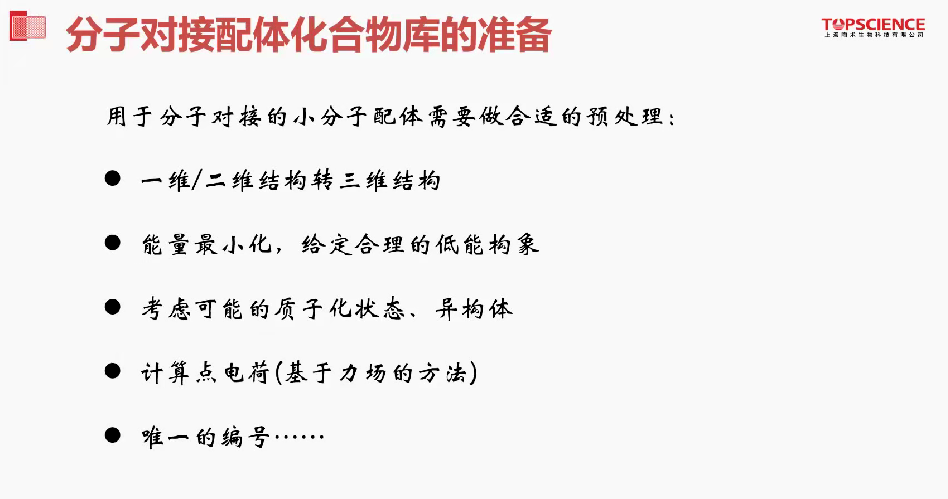 分子对接配体化合物库的准备
TOPSCIENCE
上海陶术生物科技有限公司
用于分子对接的小分子配体需要做合适的预处理：
● 一维/二维结构转三维结构
● 能量最小化，给定合理的低能构象
● 考虑可能的质子化状态、异构体
● 计算点电荷(基于力场的方法)
● 唯一的编号……